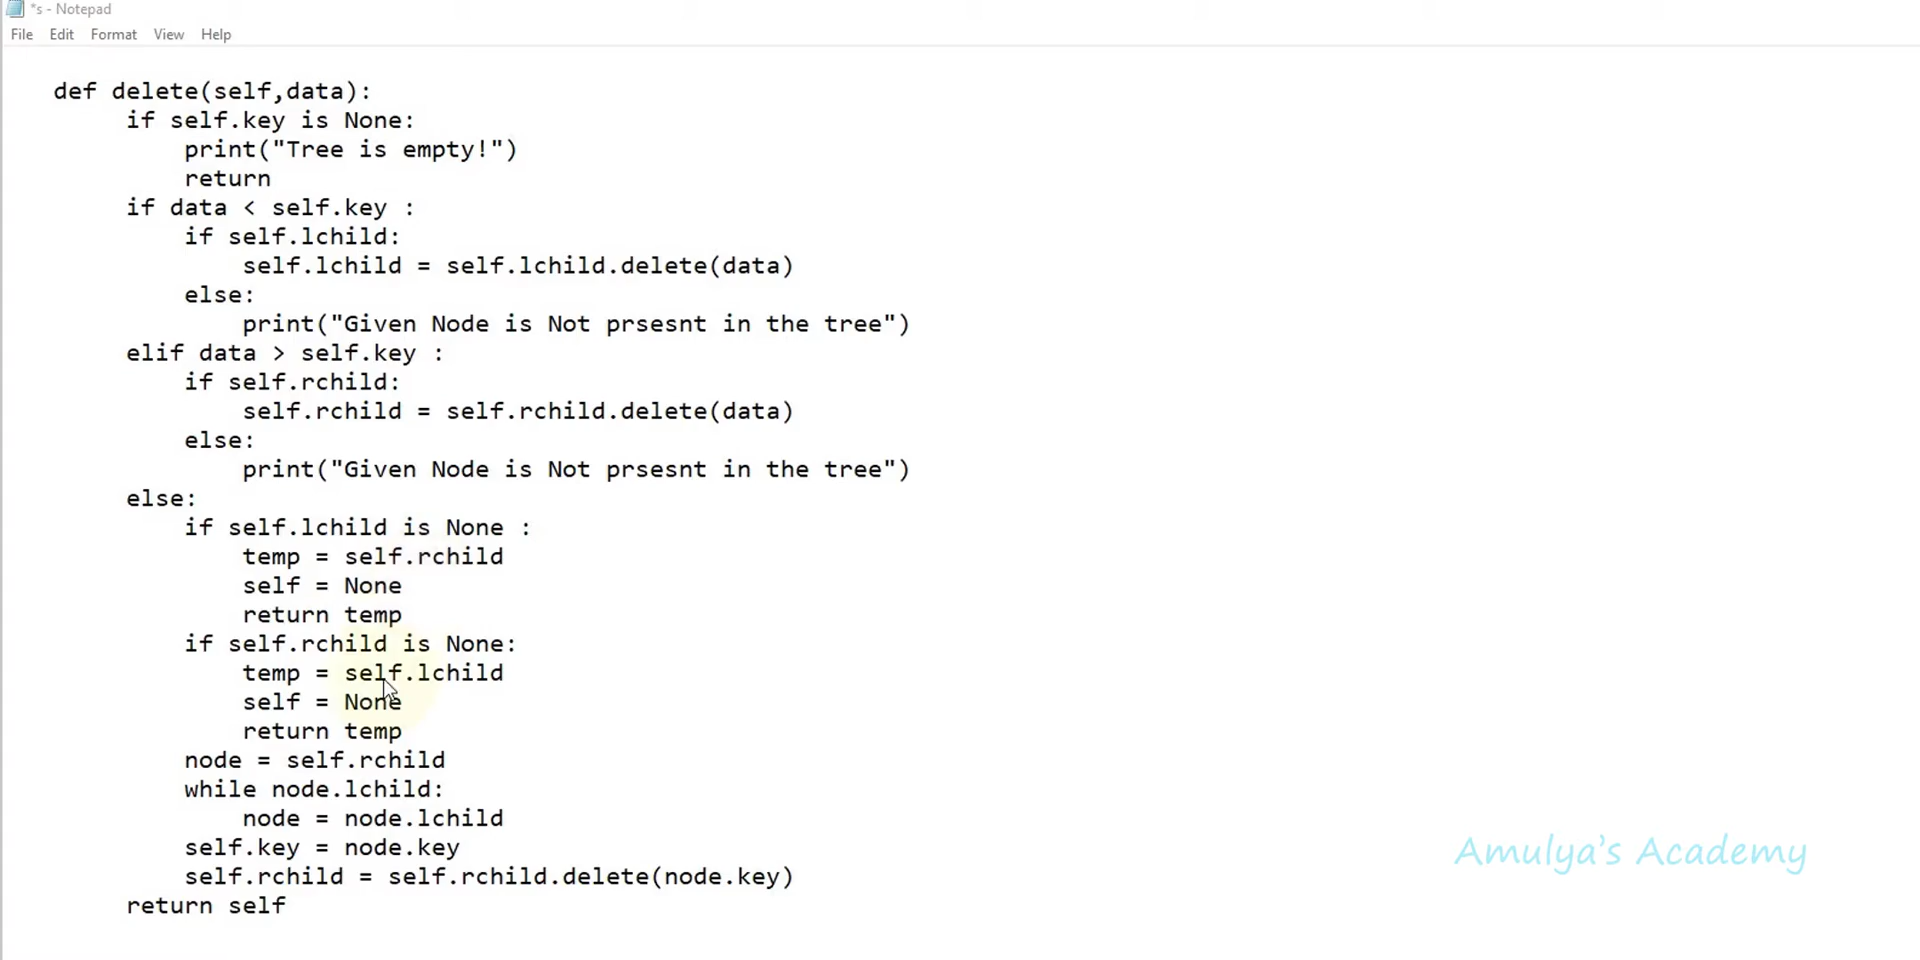 *s - Notepad
File Edit Format View Help
def delete(self,data):
if self.key is None:
print("Tree is empty!")
return
if data < self.key :
if self.lchild:
self.lchild = self.lchild.delete(data)
else:
print("Given Node is Not prsesnt in the tree")
elif data > self.key :
if self.rchild:
self.rchild = self.rchild.delete(data)
else:
print("Given Node is Not prsesnt in the tree")
else:
if self.lchild is None :
temp = self.rchild
self = None
return temp
if self.rchild is None:
temp = self.lchild
self = None
return temp
node = self.rchild
while node.lchild:
node = node.lchild
self.key = node.key
self.rchild = self.rchild.delete(node.key)
return self
Amulya's Academy